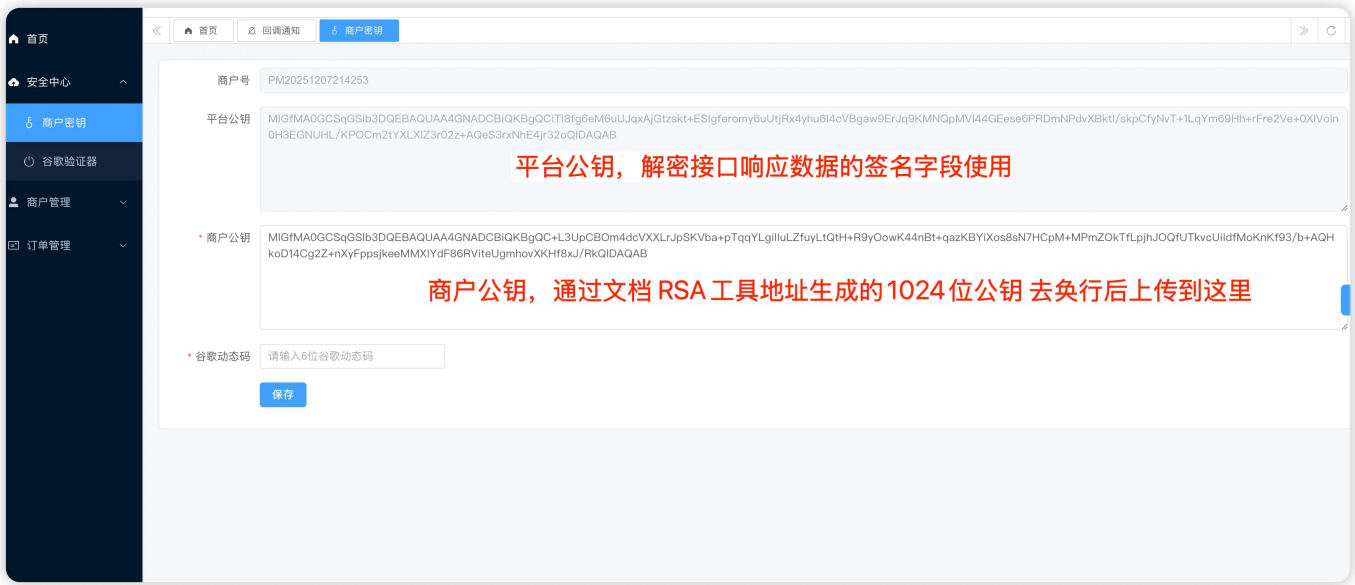 首页
安全中心
商户密钥
谷歌验证器
商户管理
订单管理
首页
回调通知
商户密钥
商户号
PM20251207214253
平台公钥
MIGfMA0GCSqGSIb3DQEBAQUAA4GNADCBiQKBgQCiTl8fg6eM6uUJqxAjGtzskt+ESIgferomy6uUtjRx4yhu6I4cVBgaw9ErJq9KMNQpMVl44GEese6PRDmNPdvXBktl/skpCfyNvT+1LqYm69Hh+rFre2Ve+0XIVoIn
0H3EGNUHL/KPOCm2tYXLXlZ3r02z+AQeS3rxNhE4jr32oQIDAQAB
平台公钥，解密接口响应数据的签名字段使用
* 商户公钥
MIGfMA0GCSqGSIb3DQEBAQUAA4GNADCBiQKBgQC+L3UpCBOm4dcVXXLrJpSKVba+pTqqYLgilluLZfuyLtQtH+R9yOowK44nBt+qazKBYiXos8sN7HCpM+MPmZOkTfLpjhJOQfUTkvcUiIdfMoKnKf93/b+AQH
koD14Cg2Z+nXyFppsjkeeMMXlYdF86RViteUgmhovXKHf8xJ/RkQIDAQAB
商户公钥，通过文档 RSA 工具地址生成的1024位公钥 去奂行后上传到这里
* 谷歌动态码
请输入6位谷歌动态码
保存